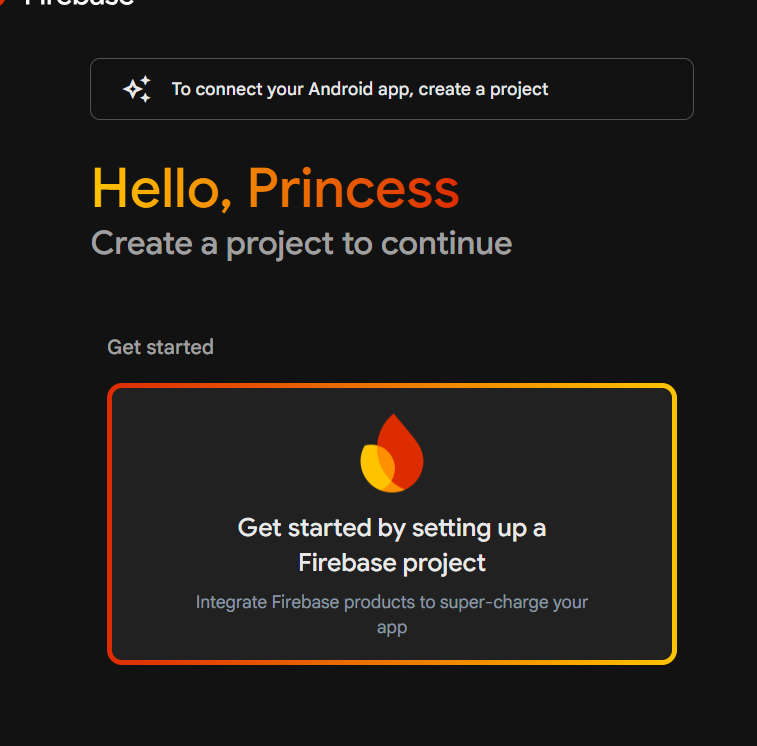 Firebase
To connect your Android app, create a project
Hello, Princess
Create a project to continue
Get started
Get started by setting up a
Firebase project
Integrate Firebase products to super-charge your
app